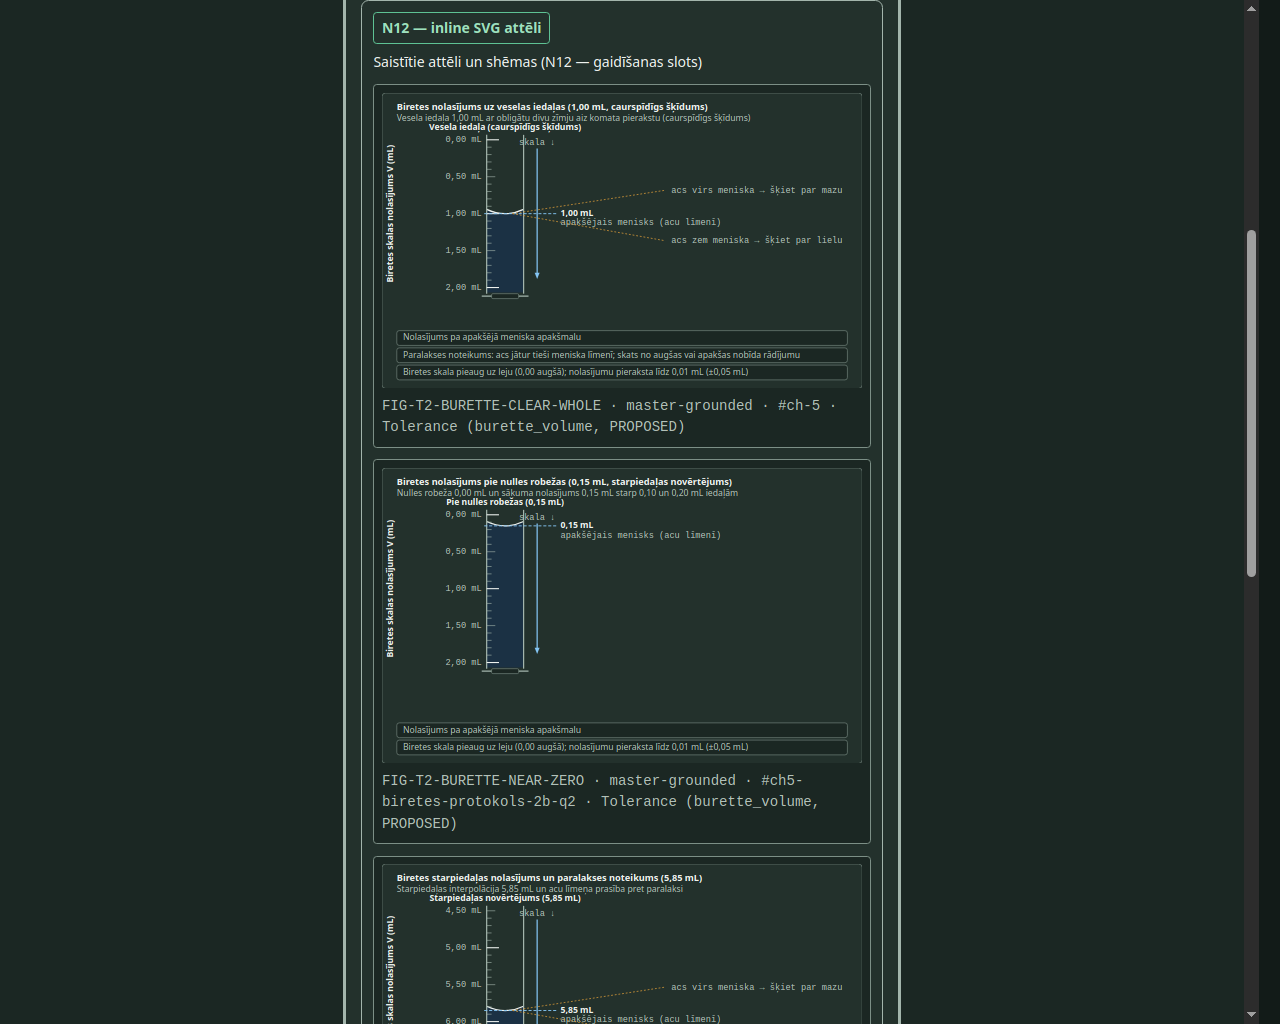 N12 — inline SVG attēli
Saistītie attēli un shēmas (N12 — gaidīšanas slots)
Biretes nolasījums uz veselas iedaļas (1,00 mL, caurspīdīgs šķīdums)
Vesela iedaļa 1,00 mL ar obligātu divu zīmju aiz komata pierakstu (caurspīdīgs šķīdums)
Vesela iedaļa (caurspīdīgs šķīdums)
0,00 mL
skala ↓
0,50 mL
acs virs meniska → šķiet par mazu
1,00 mL
1,00 mL
apakšējais menisks (acu līmenī)
acs zem meniska → šķiet par lielu
1,50 mL
2,00 mL
Biretes skalas nolasījums V (mL)
Nolasījums pa apakšējā meniska apakšmalu
Paralakses noteikums: acs jātur tieši meniska līmenī; skats no augšas vai apakšas nobīda rādījumu
Biretes skala pieaug uz leju (0,00 augšā); nolasījumu pieraksta līdz 0,01 mL (±0,05 mL)
FIG-T2-BURETTE-CLEAR-WHOLE · master-grounded · #ch-5 ·
Tolerance (burette_volume, PROPOSED)
Biretes nolasījums pie nulles robežas (0,15 mL, starpiedaļas novērtējums)
Nulles robeža 0,00 mL un sākuma nolasījums 0,15 mL starp 0,10 un 0,20 mL iedaļām
Pie nulles robežas (0,15 mL)
0,00 mL
skala ↓
0,15 mL
apakšējais menisks (acu līmenī)
0,50 mL
1,00 mL
1,50 mL
2,00 mL
Biretes skalas nolasījums V (mL)
Nolasījums pa apakšējā meniska apakšmalu
Biretes skala pieaug uz leju (0,00 augšā); nolasījumu pieraksta līdz 0,01 mL (±0,05 mL)
FIG-T2-BURETTE-NEAR-ZERO · master-grounded · #ch5-
biretes-protokols-2b-q2 · Tolerance (burette_volume,
PROPOSED)
Biretes starpiedaļas nolasījums un paralakses noteikums (5,85 mL)
Starpiedaļas interpolācija 5,85 mL un acu līmeņa prasība pret paralaksi
Starpiedaļas novērtējums (5,85 mL)
4,50 mL
skala ↓
5,00 mL
5,50 mL
acs virs meniska → šķiet par mazu
5,85 mL
apakšējais menisks (acu līmenī)
6,00 mL
s skalas nolasījums V (mL)